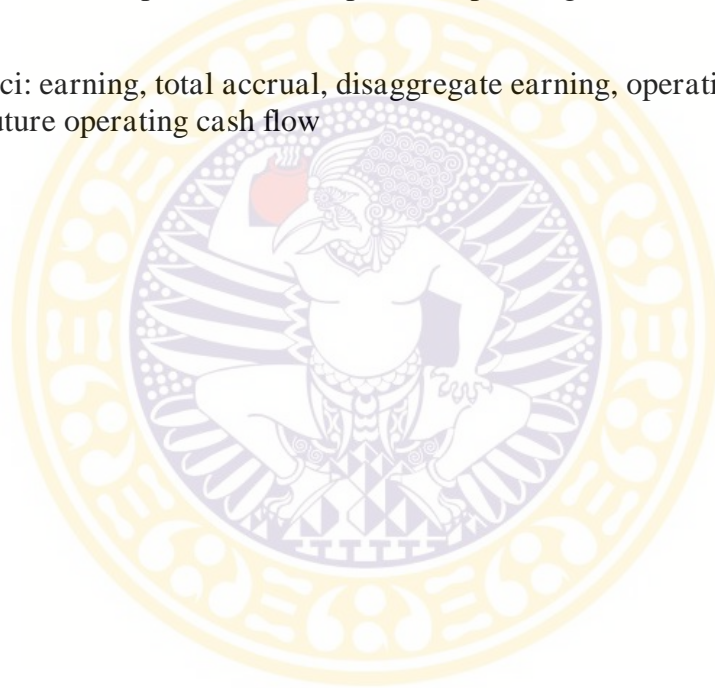 ci: earning, total accrual, disaggregate earning, operati
uture operating cash flow